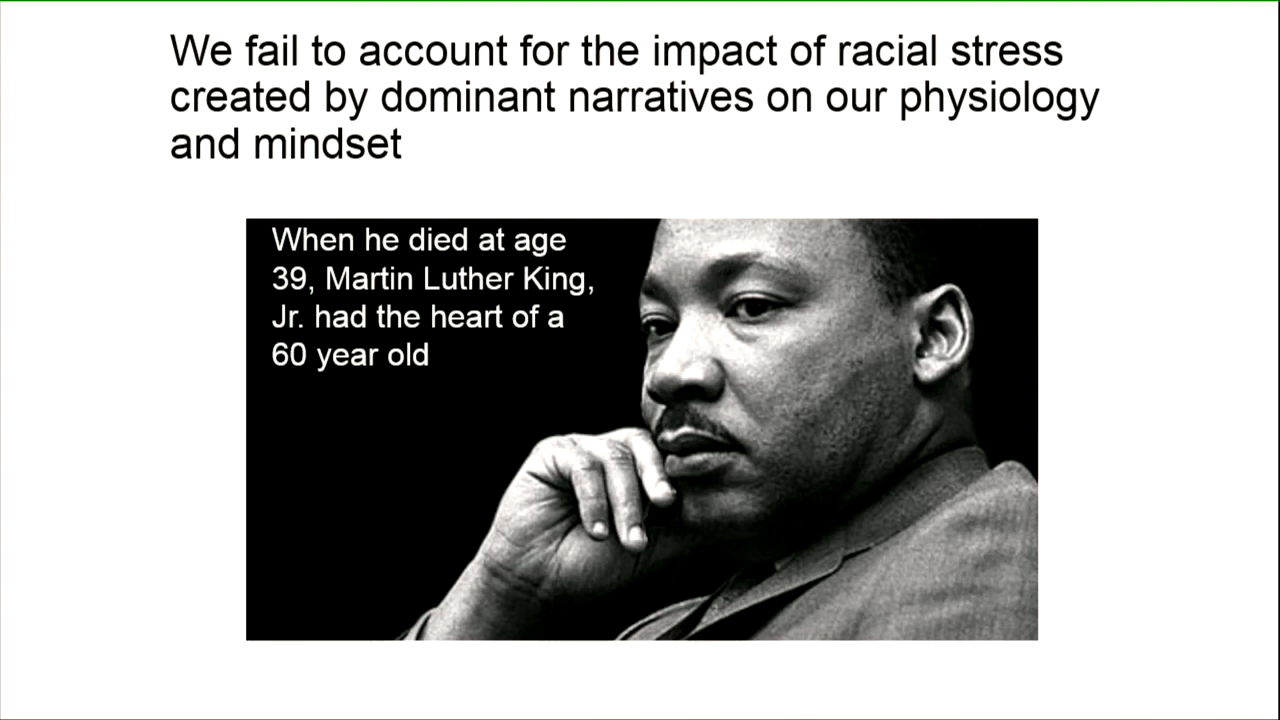 We fail to account for the impact of racial stress
created by dominant narratives on our physiology
and mindset
When he died at age
39, Martin Luther King,
Jr. had the heart of a
60 year old